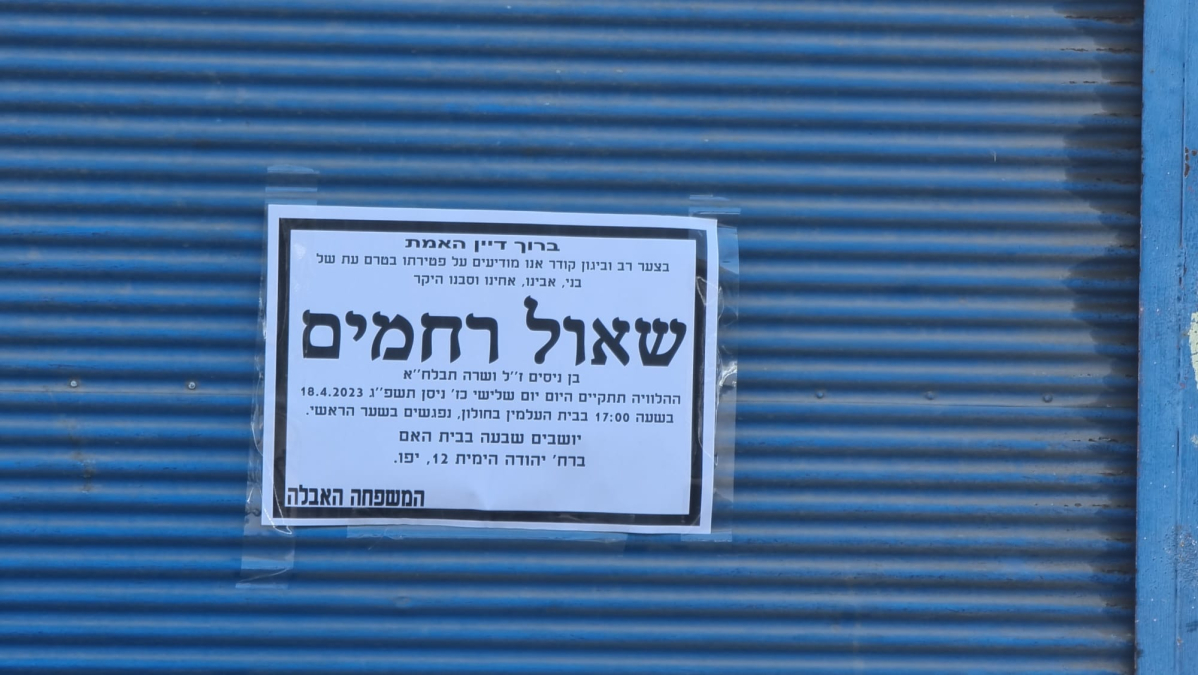 ברוך דיין האמת
בצער רב וביגון קודר אנו מודיעים על פטירתו בטרם עת של
בני, אבינו, אחינו וסבנו היקר
שאול רחמים
בן ניסים ז''ל ושרה תבלח''א
ההלוויה תתקיים היום יום שלישי כז' ניסן תשפ''ג 18.4.2023
בשעה 17:00 בבית העלמין בחולון, נפגשים בשער הראשי.
יושבים שבעה בבית האם
ברח' יהודה הימית 12, יפו.
המשפחה האבלה